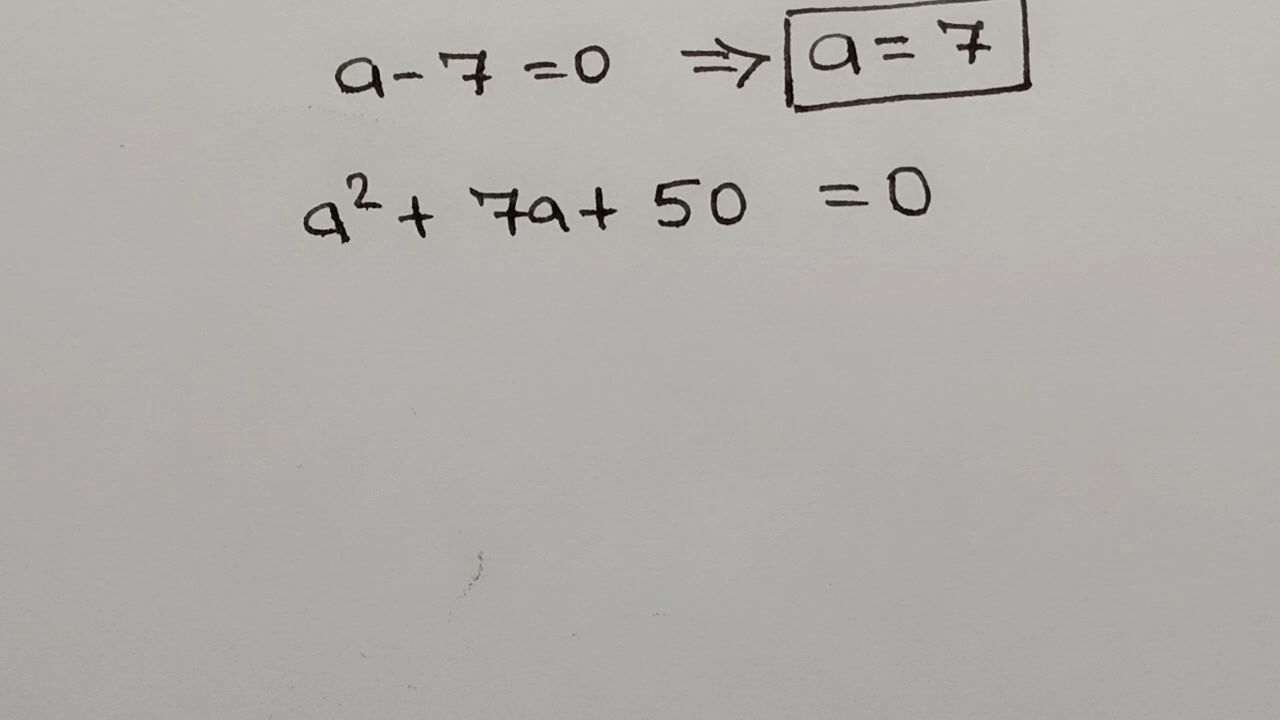 a - 7 = 0 ⇒ a = 7
a² + 7a + 50 = 0